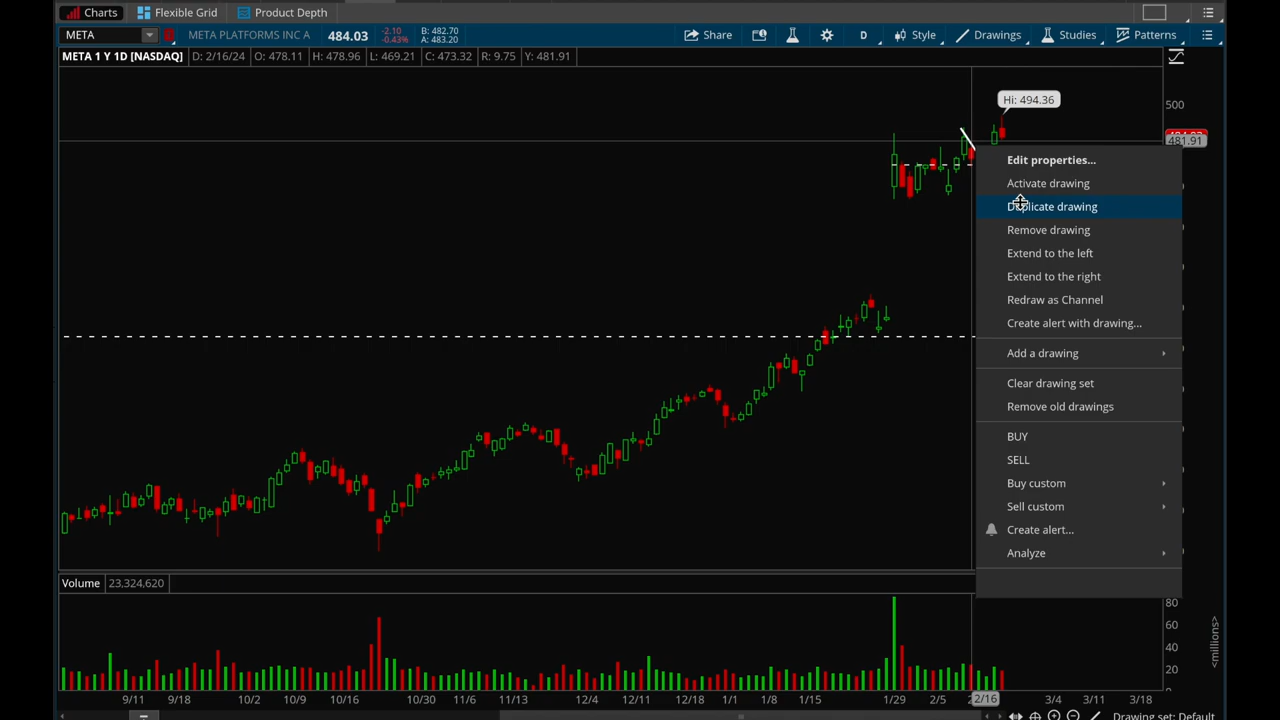 Charts Flexible Grid Product Depth
META META PLATFORMS INC A 484.03 -2.10 -0.43% B: 482.70 A: 483.20 Share D Style Drawings Studies Patterns
META 1 Y 1D [NASDAQ] D: 2/16/24 O: 478.11 H: 478.96 L: 469.21 C: 473.32 R: 9.75 Y: 481.91
Hi: 494.36
500
481.91
Edit properties...
Activate drawing
Duplicate drawing
Remove drawing
Extend to the left
Extend to the right
Redraw as Channel
Create alert with drawing...
Add a drawing
Clear drawing set
Remove old drawings
BUY
SELL
Buy custom
Sell custom
Create alert...
Analyze
Volume 23,324,620
80
60
40
20
<millions>
9/11 9/18 10/2 10/9 10/16 10/30 11/6 11/13 12/4 12/11 12/18 1/1 1/8 1/15 1/29 2/5 2/16 3/4 3/11 3/18
Drawing set: Default